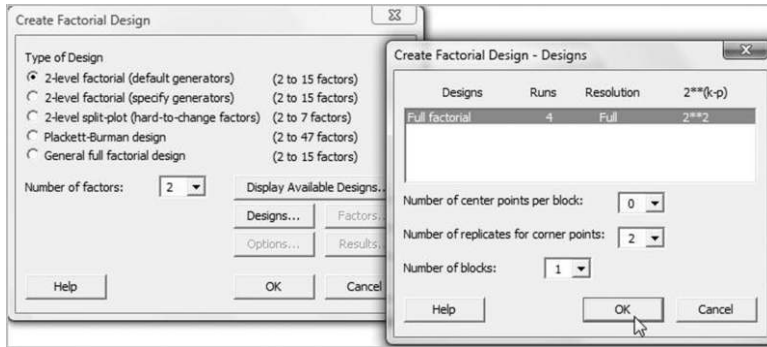 Create Factorial Design
Type of Design
2-level factorial (default generators) (2 to 15 factors)
2-level factorial (specify generators) (2 to 15 factors)
2-level split-plot (hard-to-change factors) (2 to 7 factors)
Plackett-Burman design (2 to 47 factors)
General full factorial design (2 to 15 factors)
Number of factors: 2 Display Available Designs..
Designs... Factors..
Options... Results..
Help OK Cancel
Create Factorial Design - Designs
Designs Runs Resolution 2**(k-p)
Full factorial 4 Full 2**2
Number of center points per block: 0
Number of replicates for corner points: 2
Number of blocks: 1
Help OK Cancel